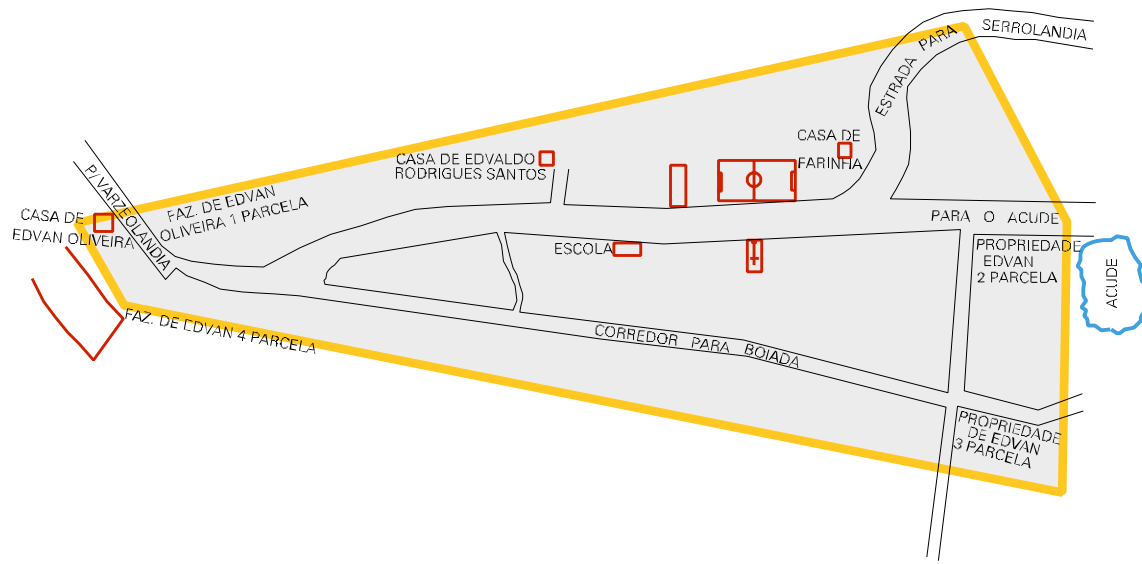 SERROLANDIA
ESTRADA PARA
CASA DE
FARINHA
CASA DE EDVALDO
RODRIGUES SANTOS
P/ VARZEOLANDIA
FAZ. DE EDVAN
OLIVEIRA 1 PARCELA
CASA DE
EDVAN OLIVEIRA
PARA O ACUDE
ESCOLA
PROPRIEDADE
EDVAN
2 PARCELA
ACUDE
FAZ. DE EDVAN 4 PARCELA
CORREDOR PARA BOIADA
PROPRIEDADE
DE EDVAN
3 PARCELA